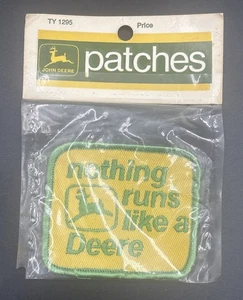 TY 1295 Price
JOHN DEERE
patches
nothing
runs
like a
Deere